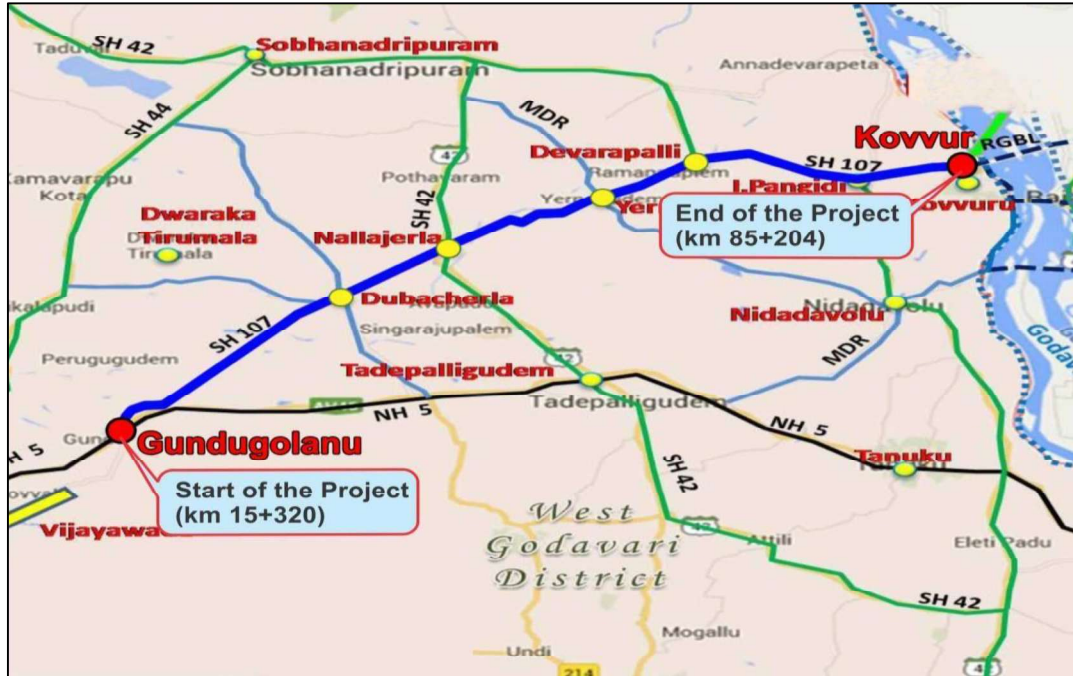 SH 42
Sobhanadripuram
Sobhanadripuram
Annadevarapeta
SH 44
MDR
Kovvur
RGBL
Devarapalli
SH 107
Kamavarapu
Kota
Pothavaram
SH 42
I.Pangidi
End of the Project
(km 85+204)
Dwaraka
Tirumala
Nallajerla
Dubacherla
Nidadavolu
Singarajupalem
SH 107
Perugugudem
Tadepalligudem
MDR
Tadepalligudem
NH 5
NH 5
Gundugolanu
Tanuku
Start of the Project
(km 15+320)
SH 42
West
Godavari
District
Attili
Eleti Padu
SH 42
Mogallu
Undi
214